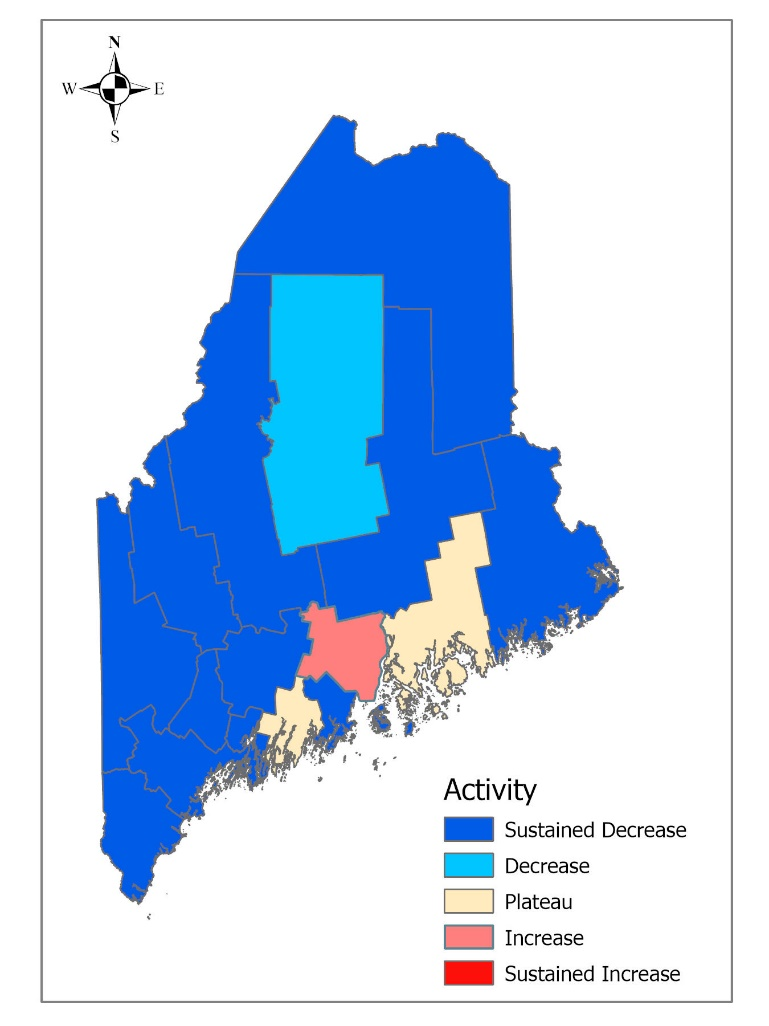 N
W E
S
Activity
Sustained Decrease
Decrease
Plateau
Increase
Sustained Increase